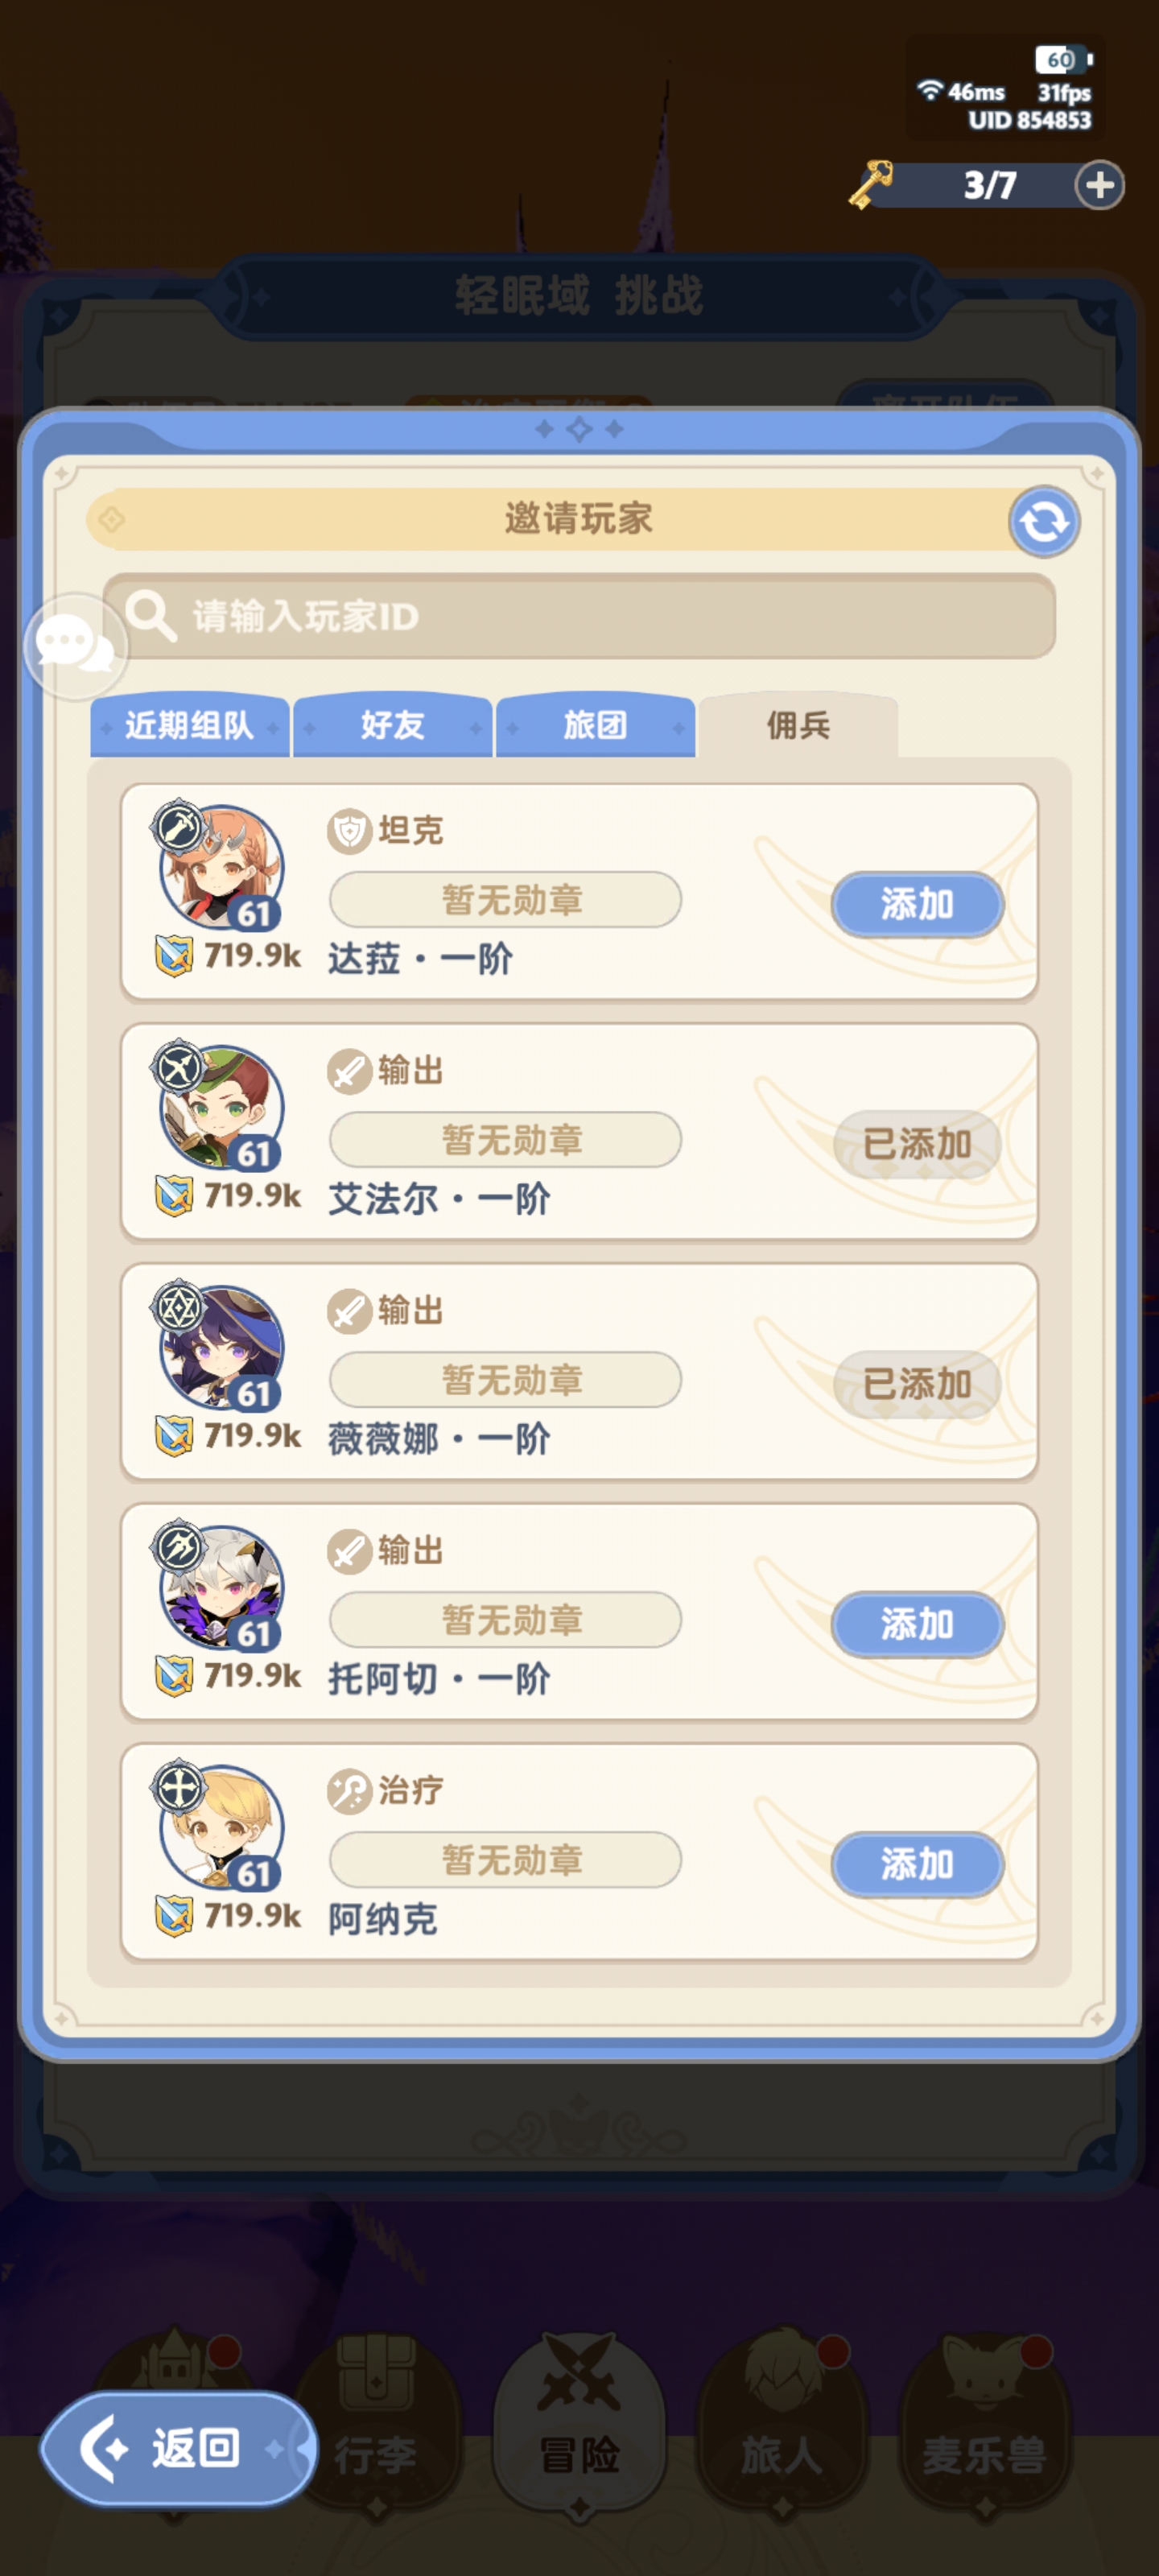 60
46ms 31fps
UID 854853
3/7
轻眠域 挑战
离开队伍
邀请玩家
请输入玩家ID
近期组队 好友 旅团 佣兵
坦克
61
暂无勋章
添加
719.9k 达菈·一阶
输出
61
暂无勋章
已添加
719.9k 艾法尔·一阶
输出
61
暂无勋章
已添加
719.9k 薇薇娜·一阶
输出
61
暂无勋章
添加
719.9k 托阿切·一阶
治疗
61
暂无勋章
添加
719.9k 阿纳克
返回 行李 冒险 旅人 麦乐兽